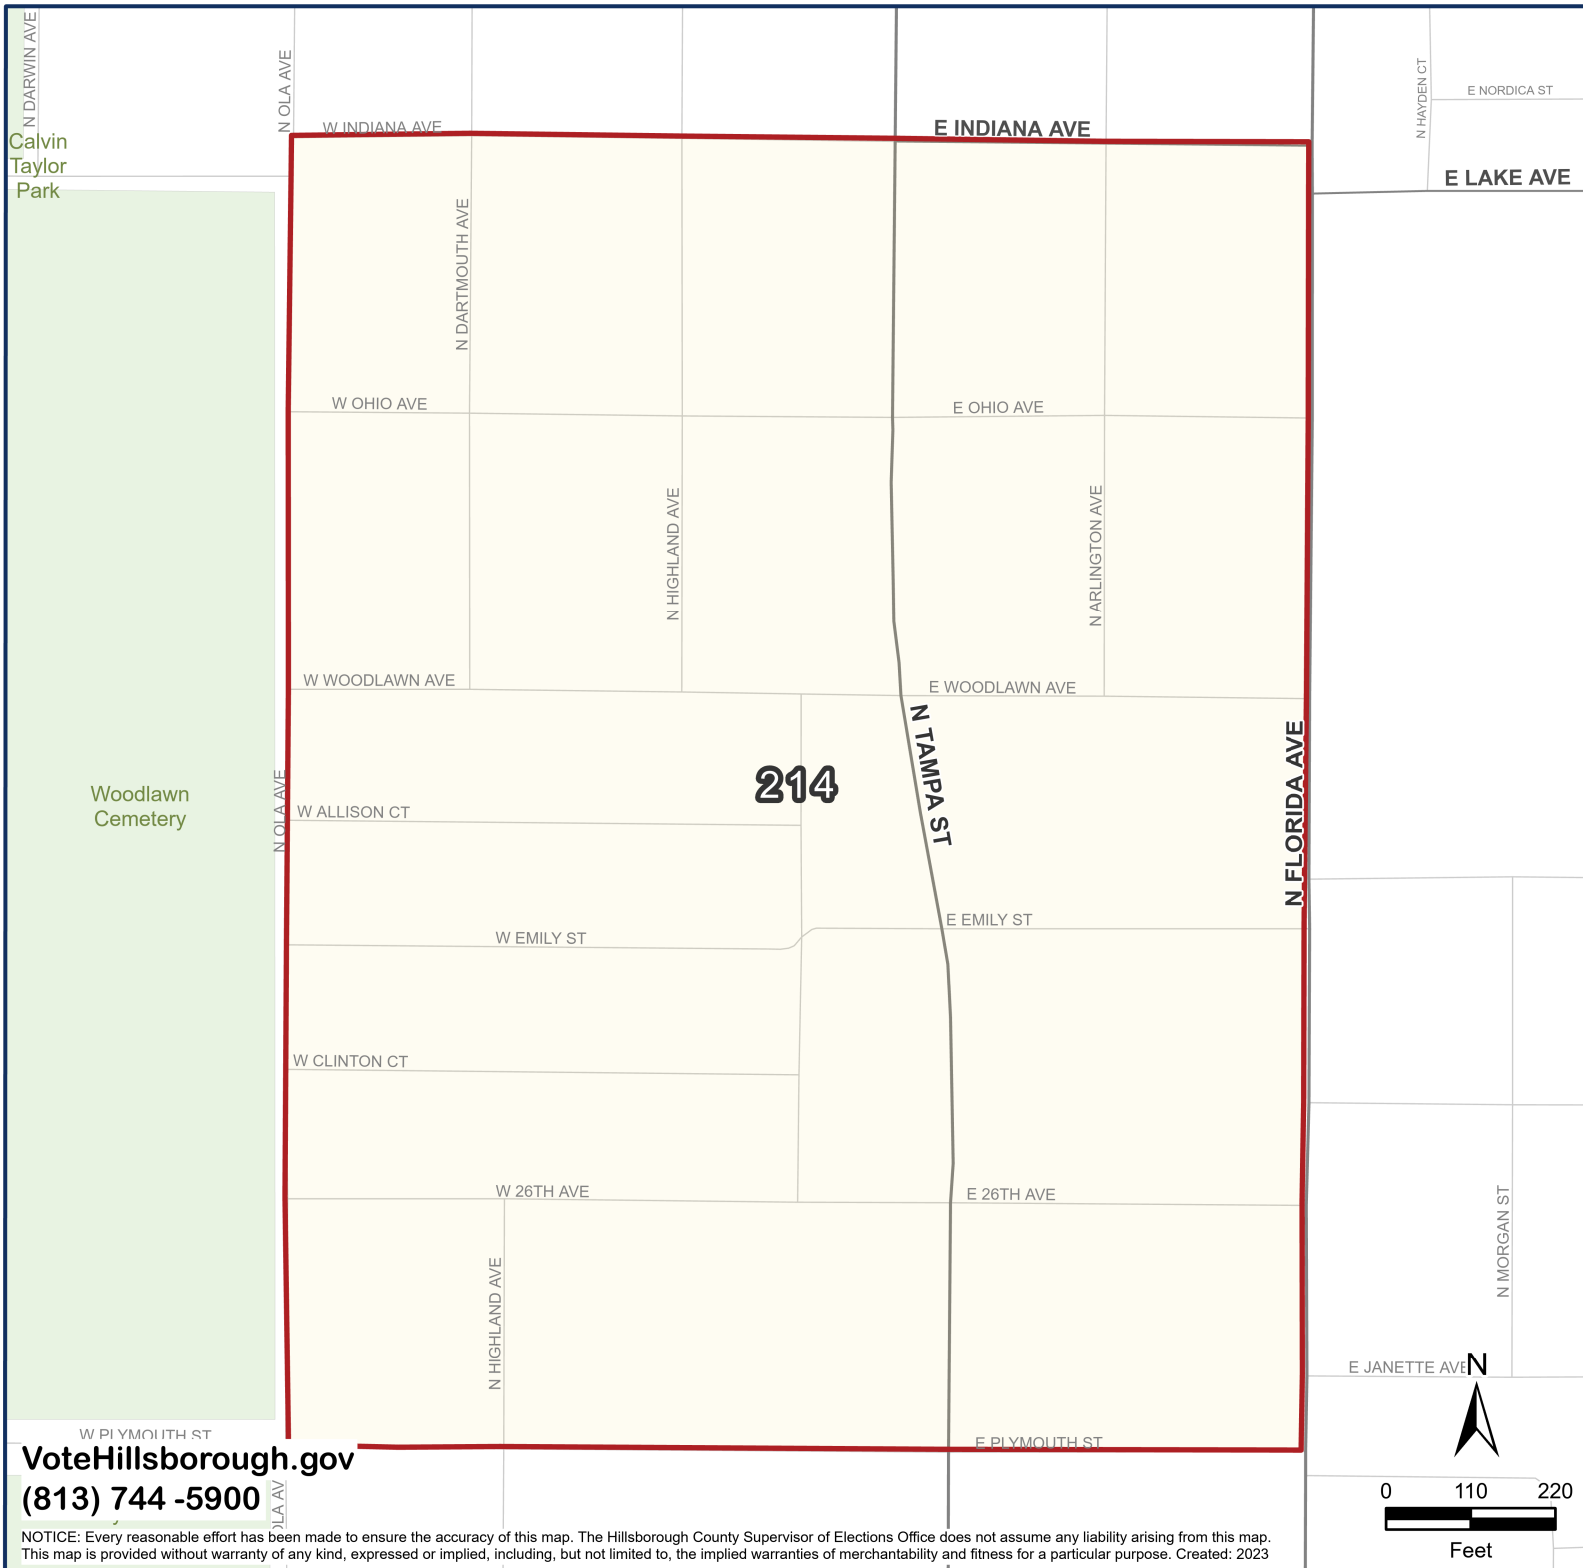 N DARWIN AVE
N OLA AVE
N HAYDEN CT
E NORDICA ST
W INDIANA AVE
E INDIANA AVE
Calvin
Taylor
Park
E LAKE AVE
N DARTMOUTH AVE
W OHIO AVE
E OHIO AVE
N HIGHLAND AVE
N ARLINGTON AVE
W WOODLAWN AVE
E WOODLAWN AVE
N TAMPA ST
N FLORIDA AVE
214
Woodlawn
Cemetery
N OLA AVE
W ALLISON CT
W EMILY ST
E EMILY ST
W CLINTON CT
W 26TH AVE
E 26TH AVE
N MORGAN ST
N HIGHLAND AVE
E JANETTE AVE
N
W PLYMOUTH ST
E PLYMOUTH ST
VoteHillsborough.gov
(813) 744 -5900
OLA AV
0 110 220
Feet
NOTICE: Every reasonable effort has been made to ensure the accuracy of this map. The Hillsborough County Supervisor of Elections Office does not assume any liability arising from this map.
This map is provided without warranty of any kind, expressed or implied, including, but not limited to, the implied warranties of merchantability and fitness for a particular purpose. Created: 2023